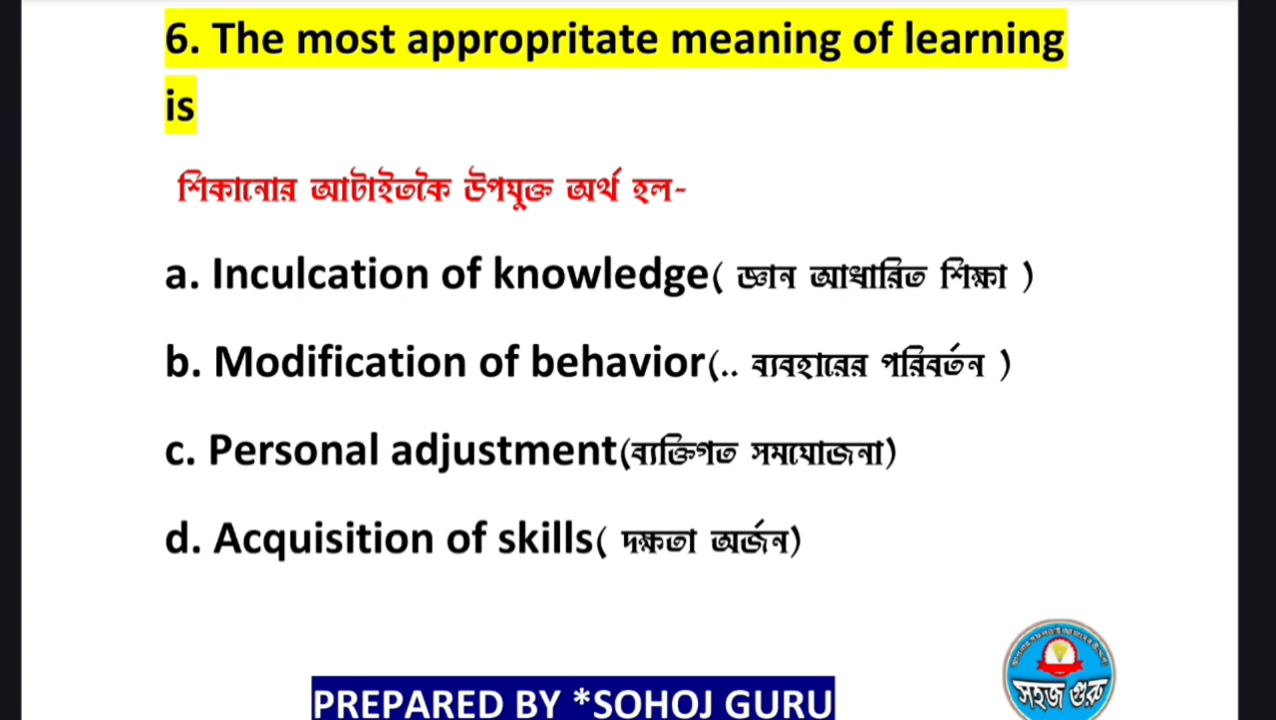 6. The most appropritate meaning of learning
is
শিকানোর আটাইতকৈ উপযুক্ত অর্থ হল-
a. Inculcation of knowledge( জ্ঞান আধারিত শিক্ষা )
b. Modification of behavior(.. ব্যবহারের পরিবর্তন )
c. Personal adjustment(ব্যক্তিগত সমযোজনা)
d. Acquisition of skills( দক্ষতা অর্জন)
PREPARED BY *SOHOJ GURU
সহজ গুরু